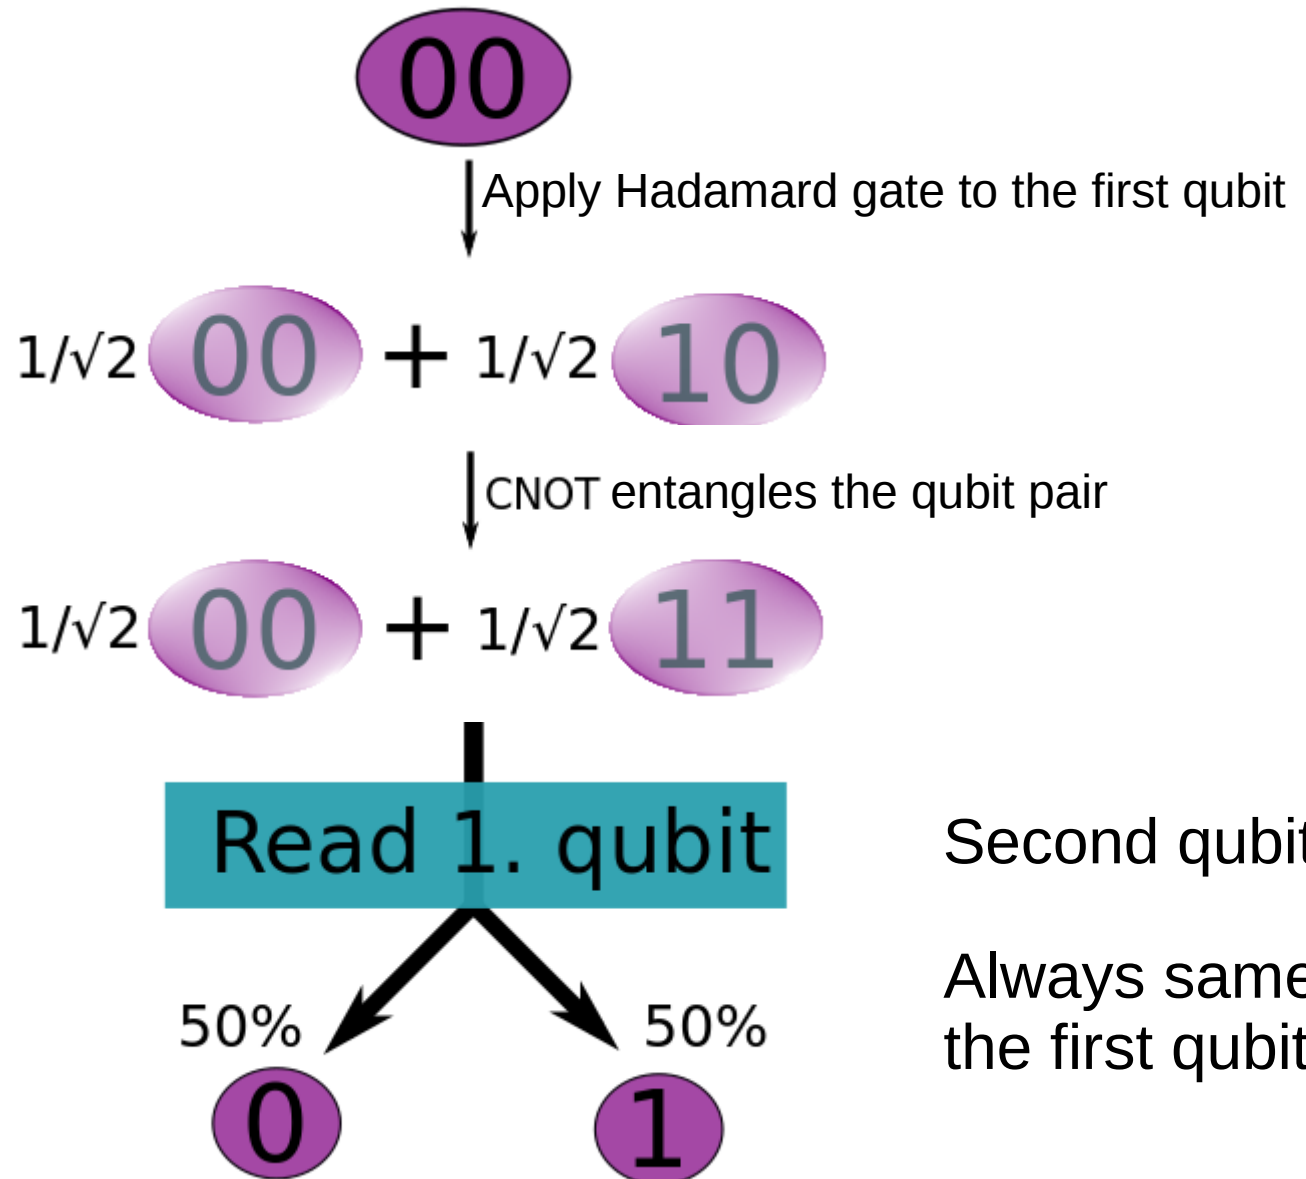 00
Apply Hadamard gate to the first qubit
1/√2 00 + 1/√2 10
CNOT entangles the qubit pair
1/√2 00 + 1/√2 11
Read 1. qubit
Second qubit
Always same
the first qubit
50% 50%
0 1